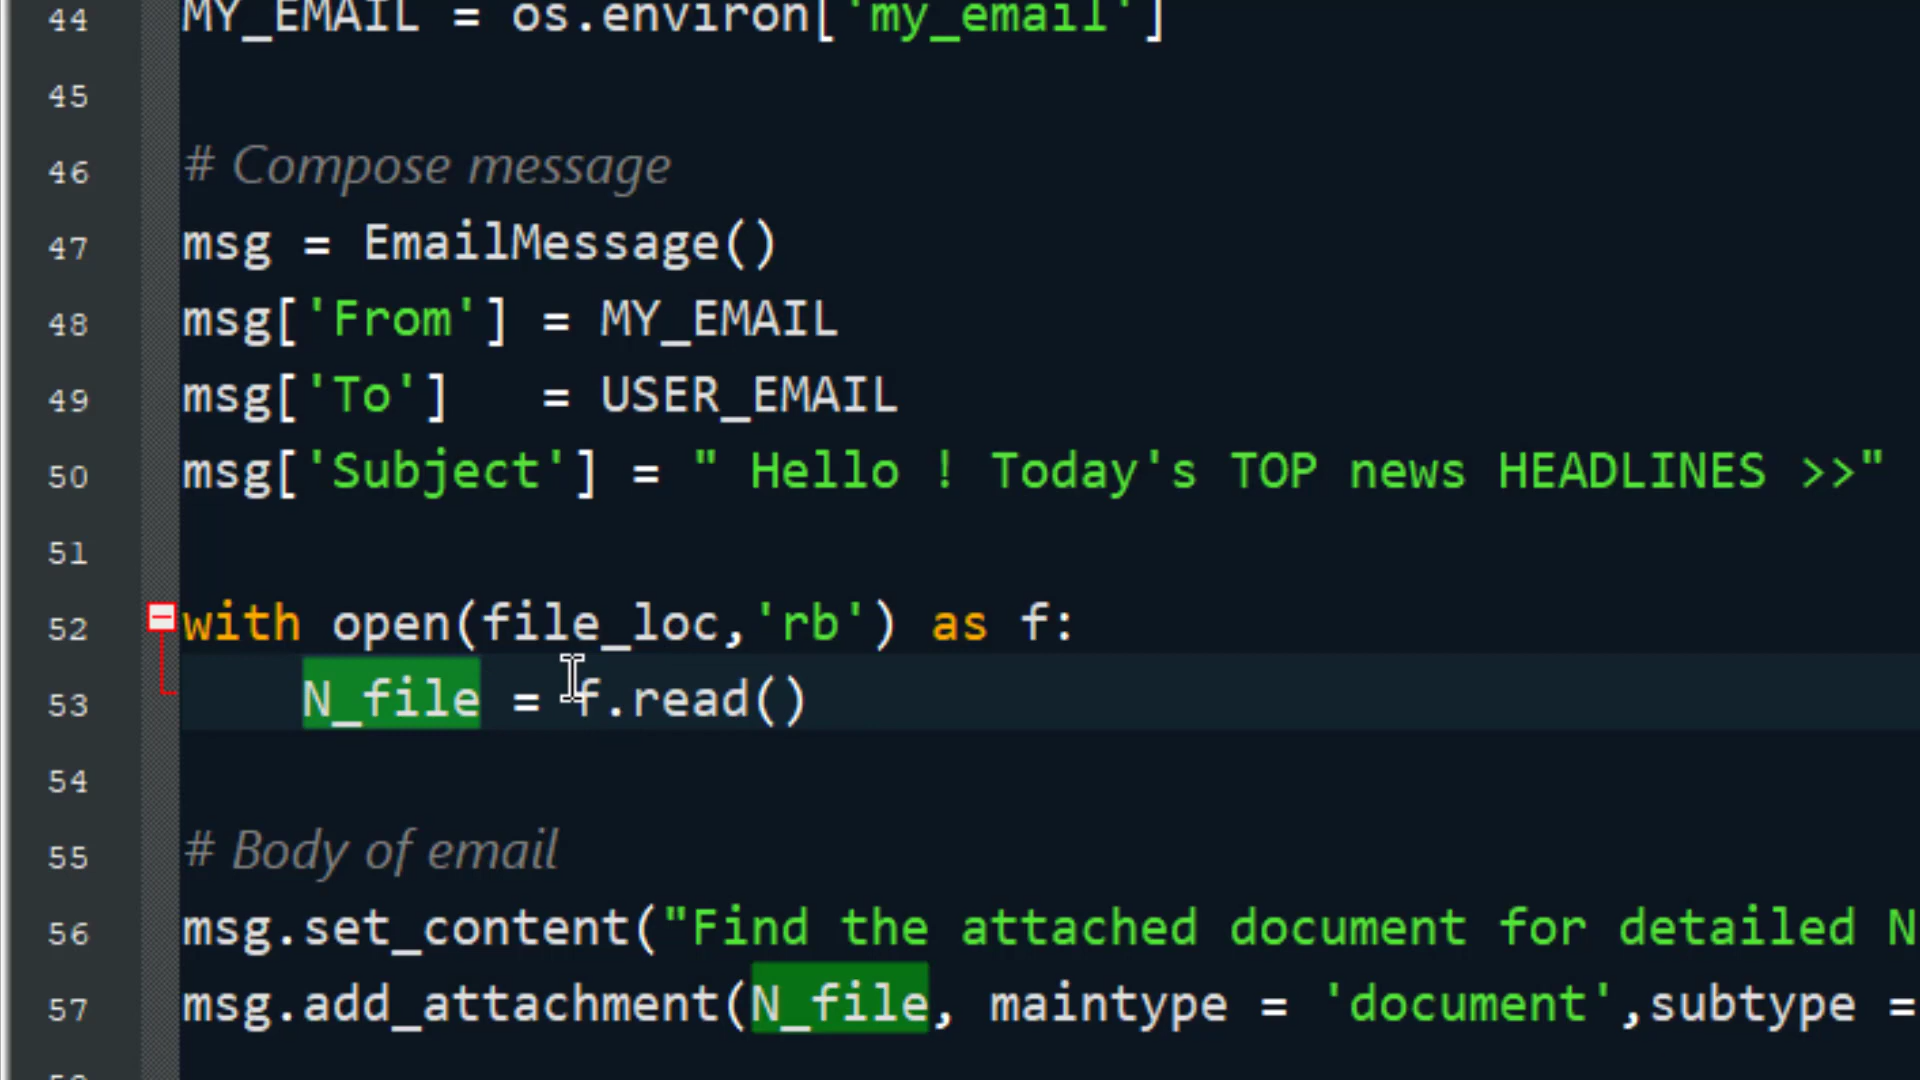 44 MY_EMAIL = os.environ['my_email']
45
46 # Compose message
47 msg = EmailMessage()
48 msg['From'] = MY_EMAIL
49 msg['To']   = USER_EMAIL
50 msg['Subject'] = " Hello ! Today's TOP news HEADLINES >>"
51
52 with open(file_loc,'rb') as f:
53     N_file = f.read()
54
55 # Body of email
56 msg.set_content("Find the attached document for detailed N
57 msg.add_attachment(N_file, maintype = 'document',subtype =